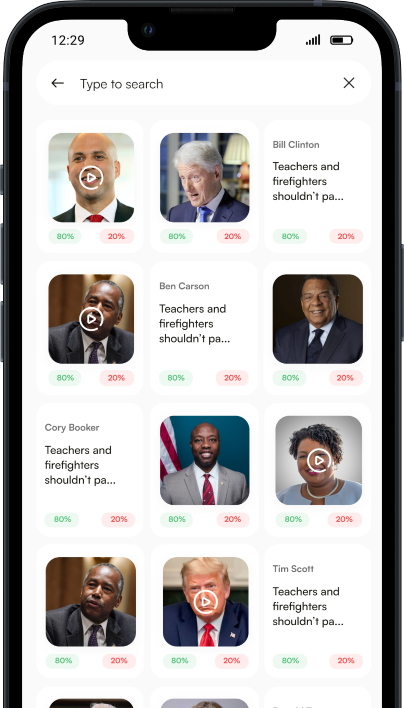 12:29
Type to search
80% 20%
80% 20%
Bill Clinton
Teachers and
firefighters
shouldn't pa...
80% 20%
80% 20%
Ben Carson
Teachers and
firefighters
shouldn't pa...
80% 20%
80% 20%
Cory Booker
Teachers and
firefighters
shouldn't pa...
80% 20%
80% 20%
80% 20%
80% 20%
80% 20%
Tim Scott
Teachers and
firefighters
shouldn't pa...
80% 20%